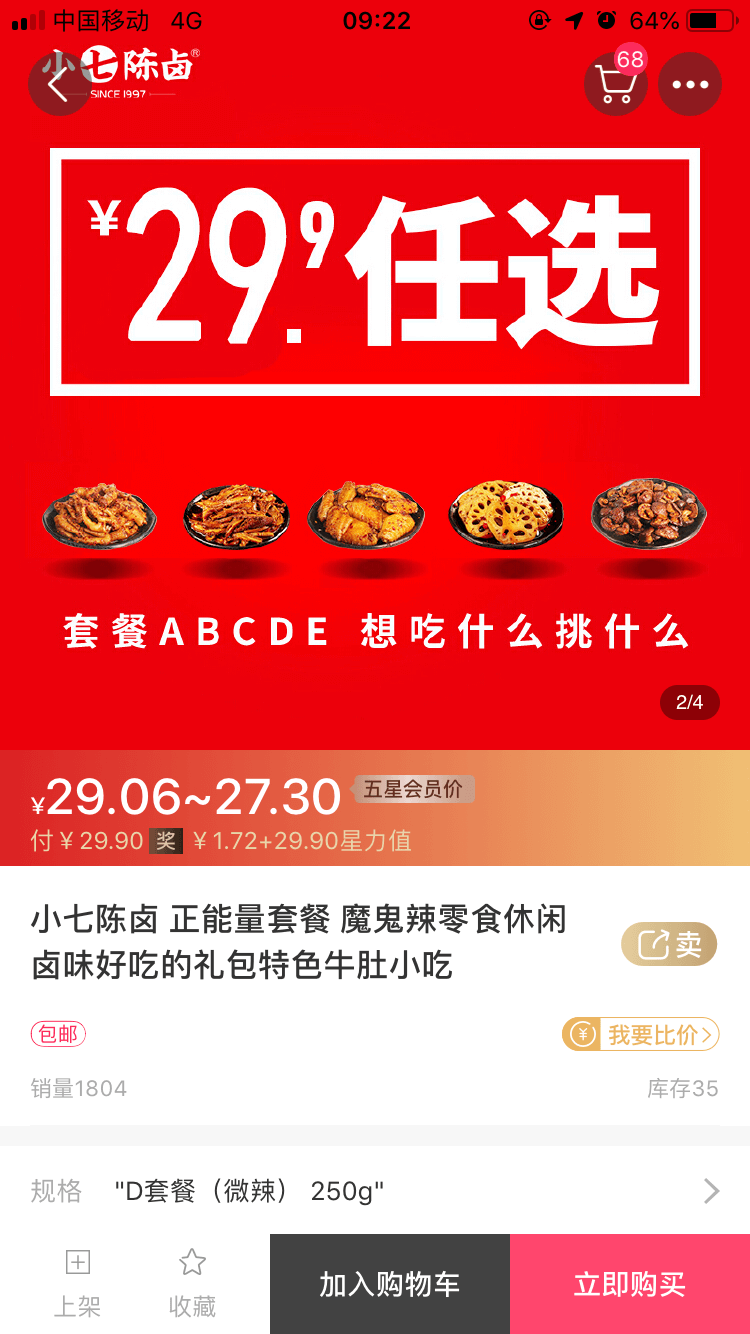 中国移动 4G 09:22 64%
小七陈卤®
SINCE 1997
68
¥29.9任选
套餐ABCDE 想吃什么挑什么
2/4
¥29.06~27.30 五星会员价
付¥29.90 奖 ¥1.72+29.90星力值
小七陈卤 正能量套餐 魔鬼辣零食休闲
卤味好吃的礼包特色牛肚小吃
卖
包邮
¥ 我要比价
销量1804 库存35
规格 "D套餐（微辣） 250g"
上架 收藏 加入购物车 立即购买